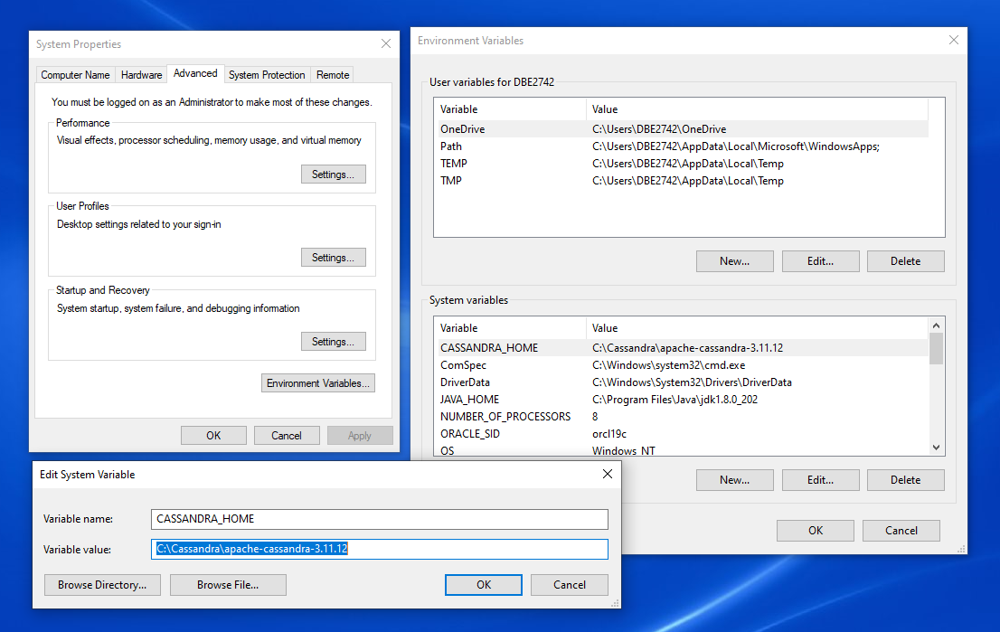 System Properties
Computer Name Hardware Advanced System Protection Remote
You must be logged on as an Administrator to make most of these changes.
Performance
Visual effects, processor scheduling, memory usage, and virtual memory
Settings...
User Profiles
Desktop settings related to your sign-in
Settings...
Startup and Recovery
System startup, system failure, and debugging information
Settings...
Environment Variables...
OK Cancel Apply
Environment Variables
User variables for DBE2742
Variable Value
OneDrive C:\Users\DBE2742\OneDrive
Path C:\Users\DBE2742\AppData\Local\Microsoft\WindowsApps;
TEMP C:\Users\DBE2742\AppData\Local\Temp
TMP C:\Users\DBE2742\AppData\Local\Temp
New... Edit... Delete
System variables
Variable Value
CASSANDRA_HOME C:\Cassandra\apache-cassandra-3.11.12
ComSpec C:\Windows\system32\cmd.exe
DriverData C:\Windows\System32\Drivers\DriverData
JAVA_HOME C:\Program Files\Java\jdk1.8.0_202
NUMBER_OF_PROCESSORS 8
ORACLE_SID orcl19c
OS Windows_NT
New... Edit... Delete
OK Cancel
Edit System Variable
Variable name: CASSANDRA_HOME
Variable value: C:\Cassandra\apache-cassandra-3.11.12
Browse Directory... Browse File... OK Cancel